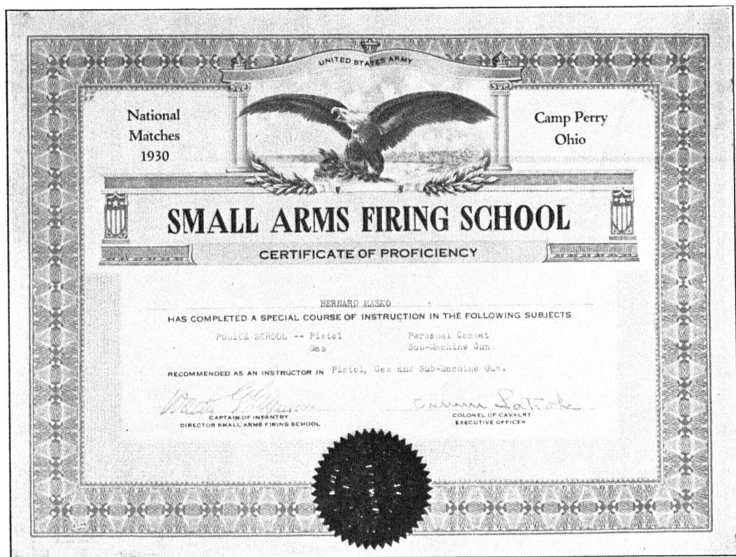 UNITED STATES ARMY
National
Matches
1930
Camp Perry
Ohio
SMALL ARMS FIRING SCHOOL
CERTIFICATE OF PROFICIENCY
BERNARD MASKO
HAS COMPLETED A SPECIAL COURSE OF INSTRUCTION IN THE FOLLOWING SUBJECTS
POLICE SCHOOL -- Pistol Personal Combat
Gas Sub-Machine Gun
RECOMMENDED AS AN INSTRUCTOR IN Pistol, Gas and Sub-Machine Gun.
CAPTAIN OF INFANTRY COLONEL OF CAVALRY
DIRECTOR SMALL ARMS FIRING SCHOOL EXECUTIVE OFFICER